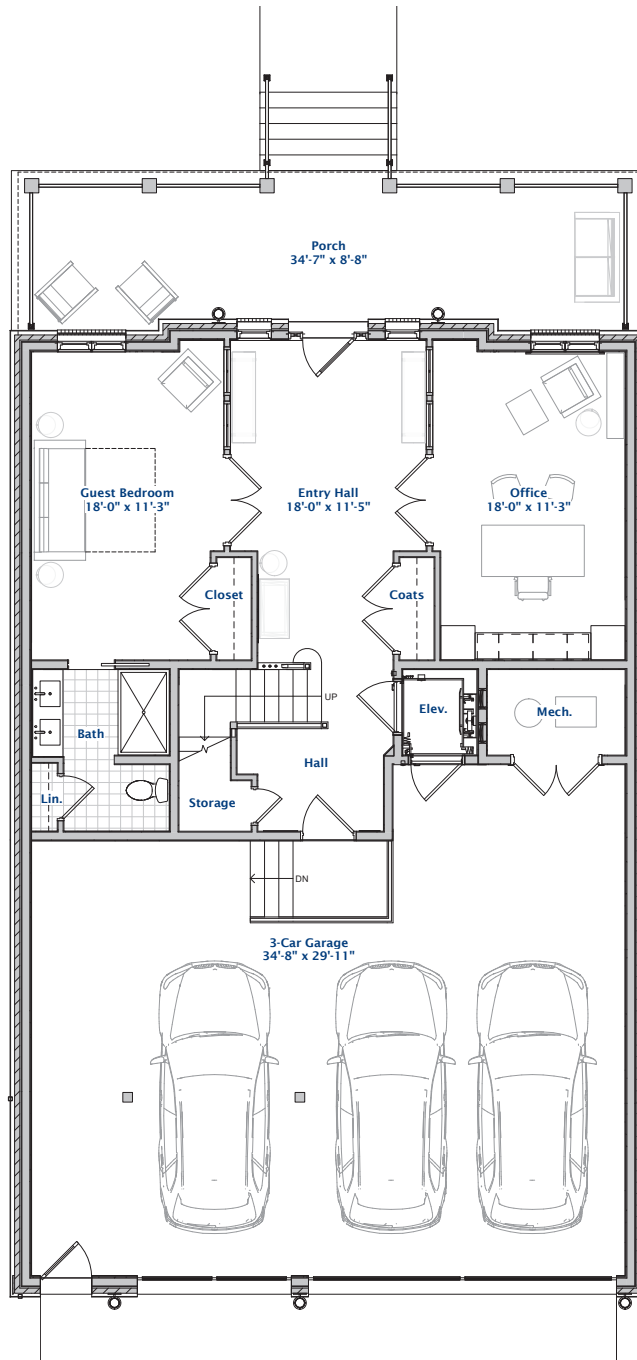 Porch
34'-7" x 8'-8"
Guest Bedroom
18'-0" x 11'-3"
Entry Hall
18'-0" x 11'-5"
Office
18'-0" x 11'-3"
Closet
Coats
UP
Elev.
Mech.
Bath
Hall
Lin.
Storage
DN
3-Car Garage
34'-8" x 29'-11"